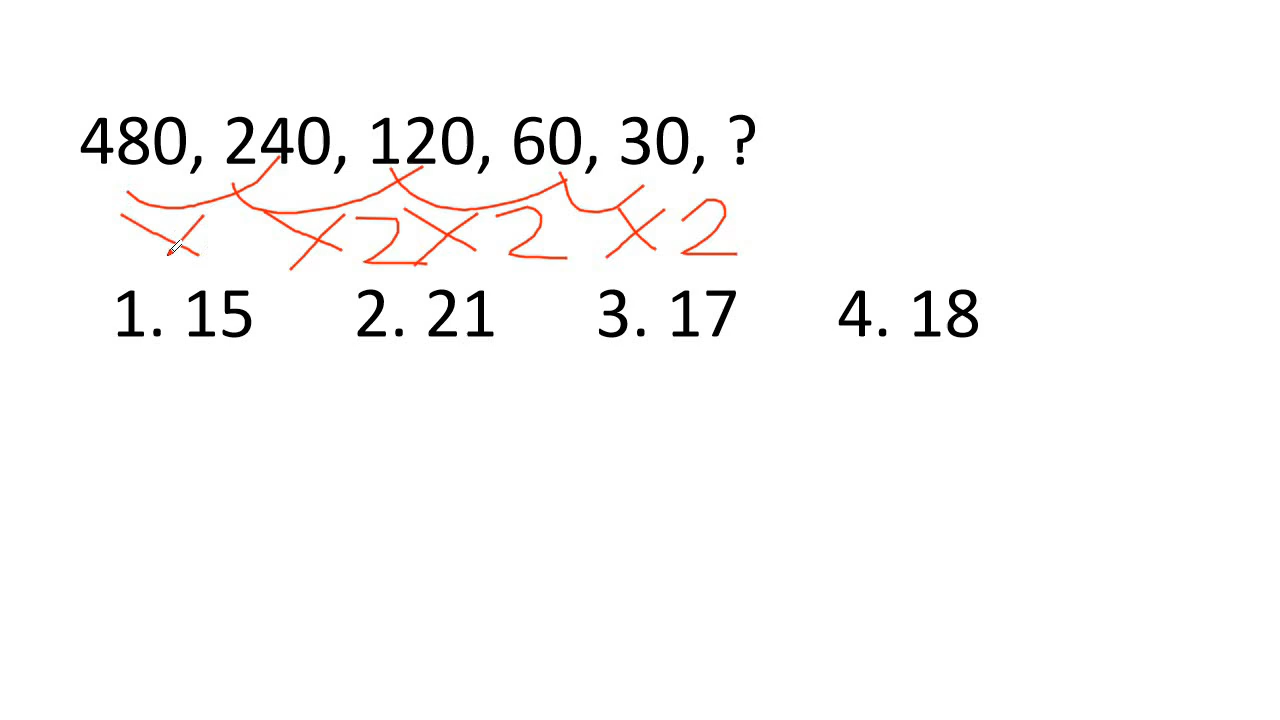 480, 240, 120, 60, 30, ?
× ×2 ×2 ×2
1. 15 2. 21 3. 17 4. 18